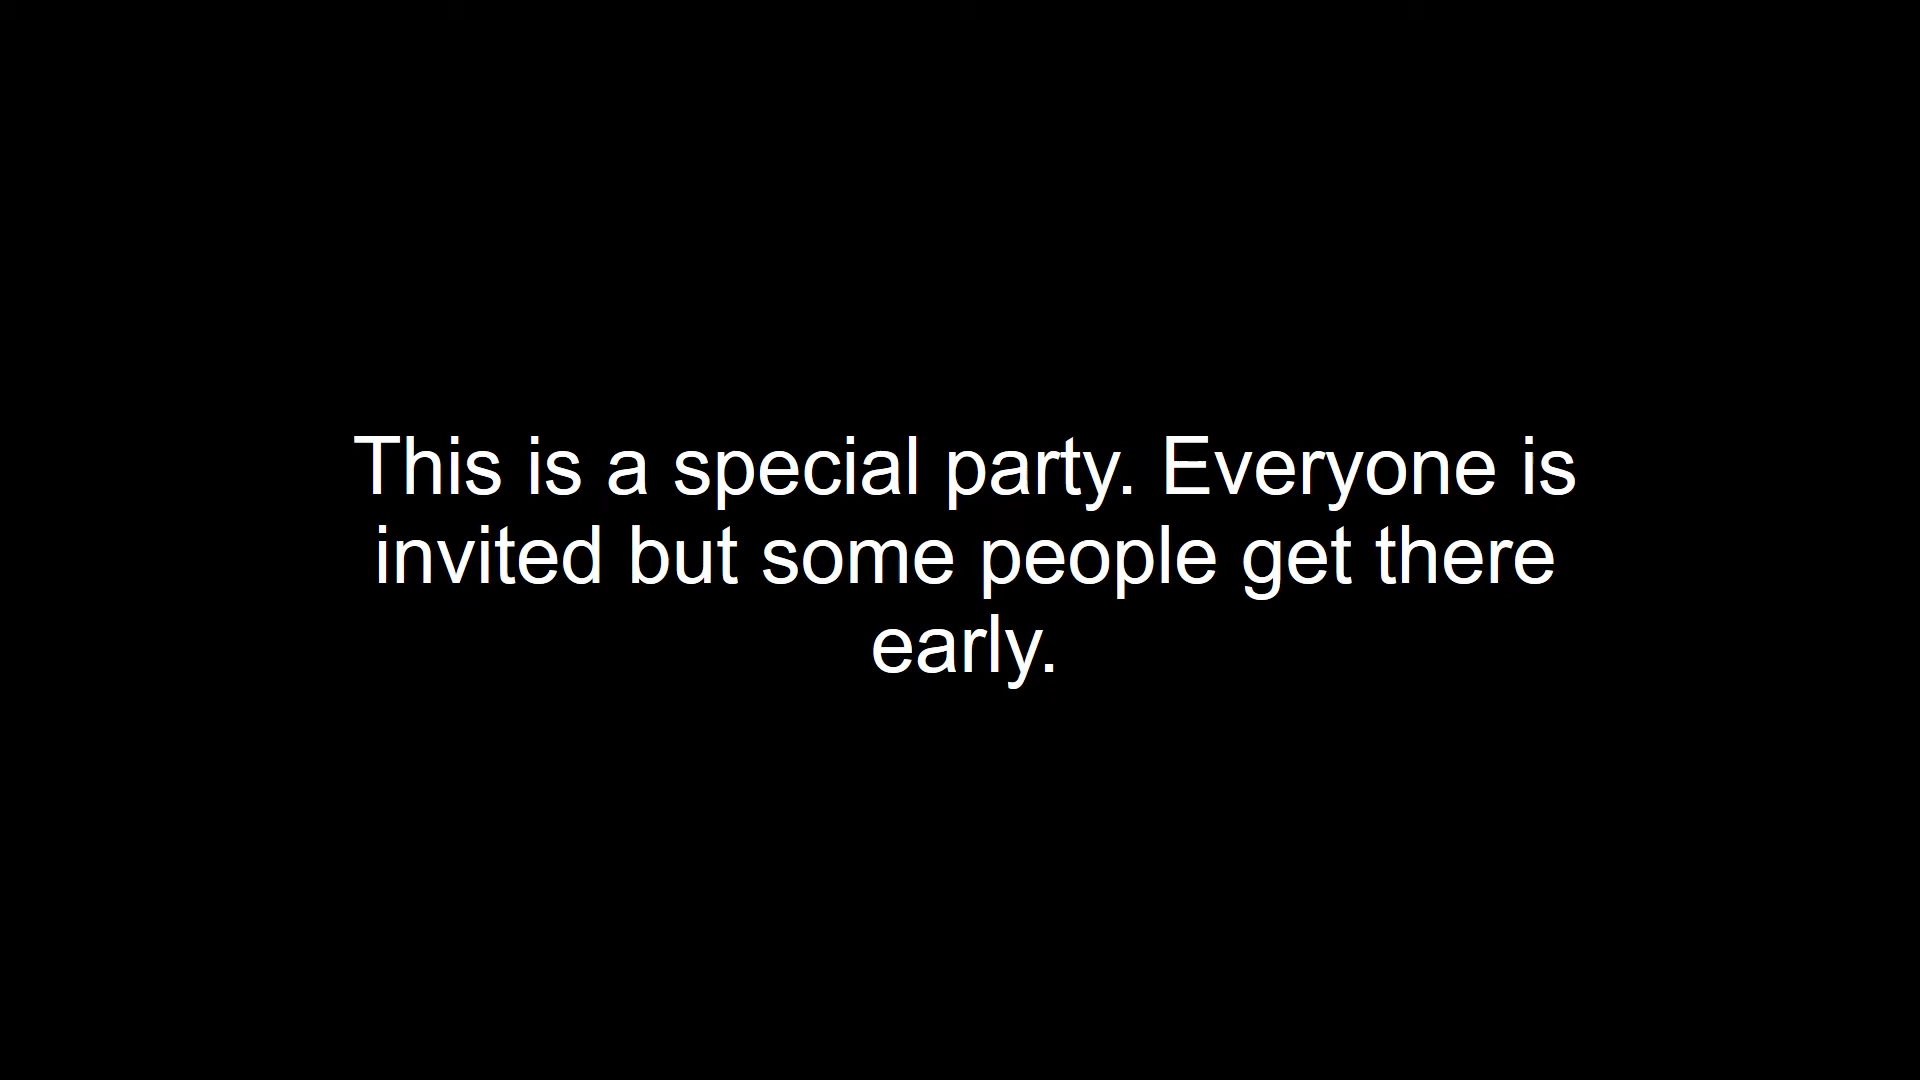 This is a special party. Everyone is
invited but some people get there
early.